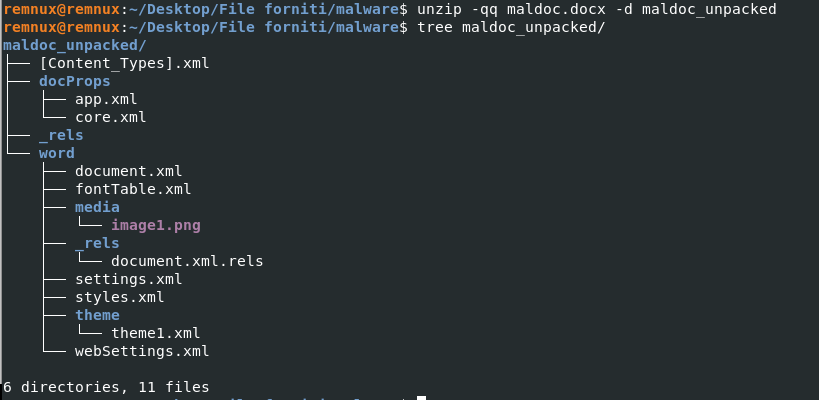 remnux@remnux:~/Desktop/File forniti/malware$ unzip -qq maldoc.docx -d maldoc_unpacked
remnux@remnux:~/Desktop/File forniti/malware$ tree maldoc_unpacked/
maldoc_unpacked/
├── [Content_Types].xml
├── docProps
│   ├── app.xml
│   └── core.xml
├── _rels
└── word
    ├── document.xml
    ├── fontTable.xml
    ├── media
    │   └── image1.png
    ├── _rels
    │   └── document.xml.rels
    ├── settings.xml
    ├── styles.xml
    ├── theme
    │   └── theme1.xml
    └── webSettings.xml
6 directories, 11 files